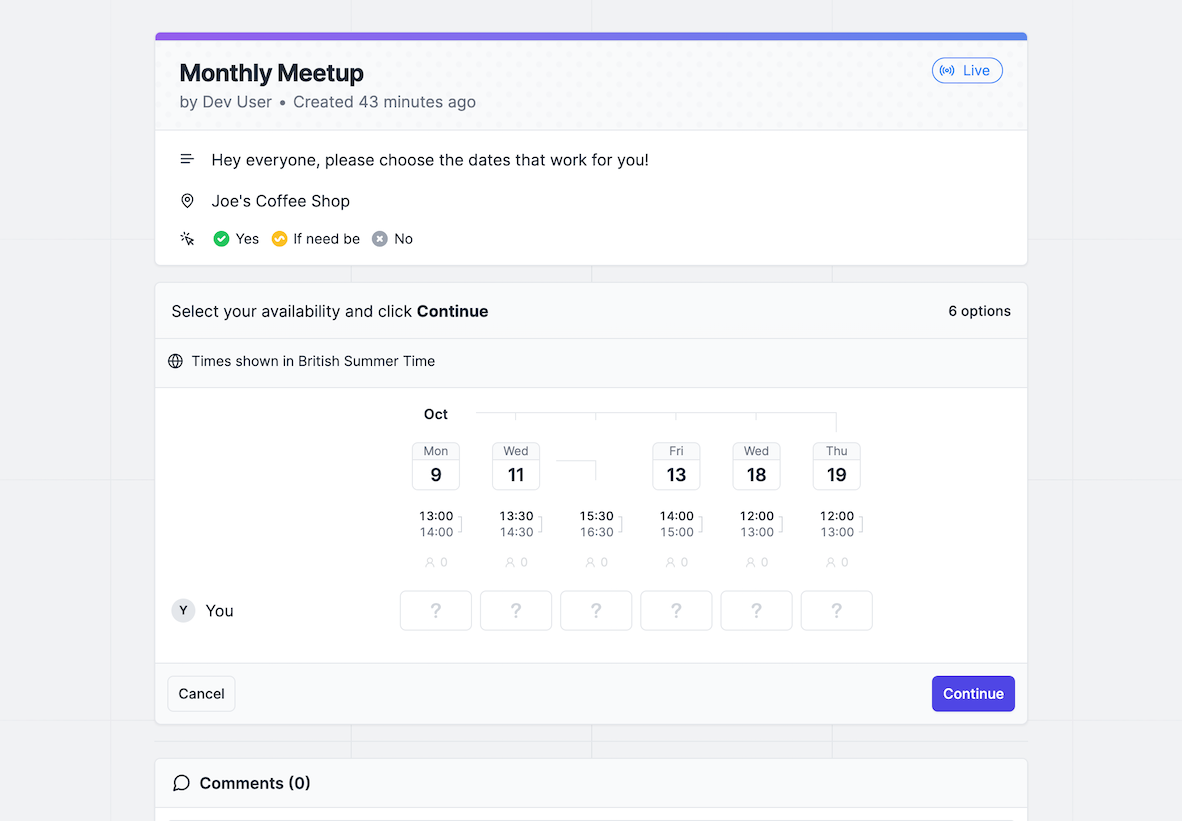 Monthly Meetup
Live
by Dev User • Created 43 minutes ago
Hey everyone, please choose the dates that work for you!
Joe's Coffee Shop
Yes If need be No
Select your availability and click Continue
6 options
Times shown in British Summer Time
Oct
Mon Wed Fri Wed Thu
9 11 13 18 19
13:00 13:30 15:30 14:00 12:00 12:00
14:00 14:30 16:30 15:00 13:00 13:00
0 0 0 0 0 0
Y You ? ? ? ? ? ?
Cancel Continue
Comments (0)